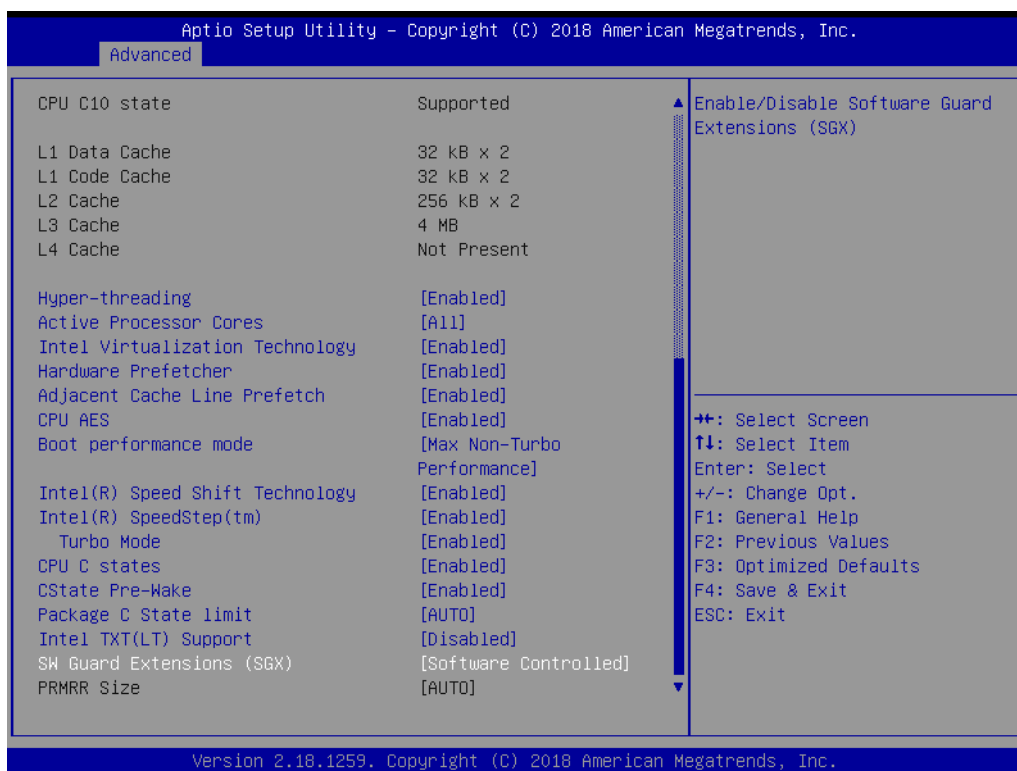 Aptio Setup Utility – Copyright (C) 2018 American Megatrends, Inc.
Advanced
CPU C10 state Supported
L1 Data Cache 32 kB x 2
L1 Code Cache 32 kB x 2
L2 Cache 256 kB x 2
L3 Cache 4 MB
L4 Cache Not Present
Hyper-threading [Enabled]
Active Processor Cores [All]
Intel Virtualization Technology [Enabled]
Hardware Prefetcher [Enabled]
Adjacent Cache Line Prefetch [Enabled]
CPU AES [Enabled]
Boot performance mode [Max Non-Turbo
Performance]
Intel(R) Speed Shift Technology [Enabled]
Intel(R) SpeedStep(tm) [Enabled]
Turbo Mode [Enabled]
CPU C states [Enabled]
CState Pre-Wake [Enabled]
Package C State limit [AUTO]
Intel TXT(LT) Support [Disabled]
SW Guard Extensions (SGX) [Software Controlled]
PRMRR Size [AUTO]
Enable/Disable Software Guard
Extensions (SGX)
→←: Select Screen
↑↓: Select Item
Enter: Select
+/-: Change Opt.
F1: General Help
F2: Previous Values
F3: Optimized Defaults
F4: Save & Exit
ESC: Exit
Version 2.18.1259. Copyright (C) 2018 American Megatrends, Inc.